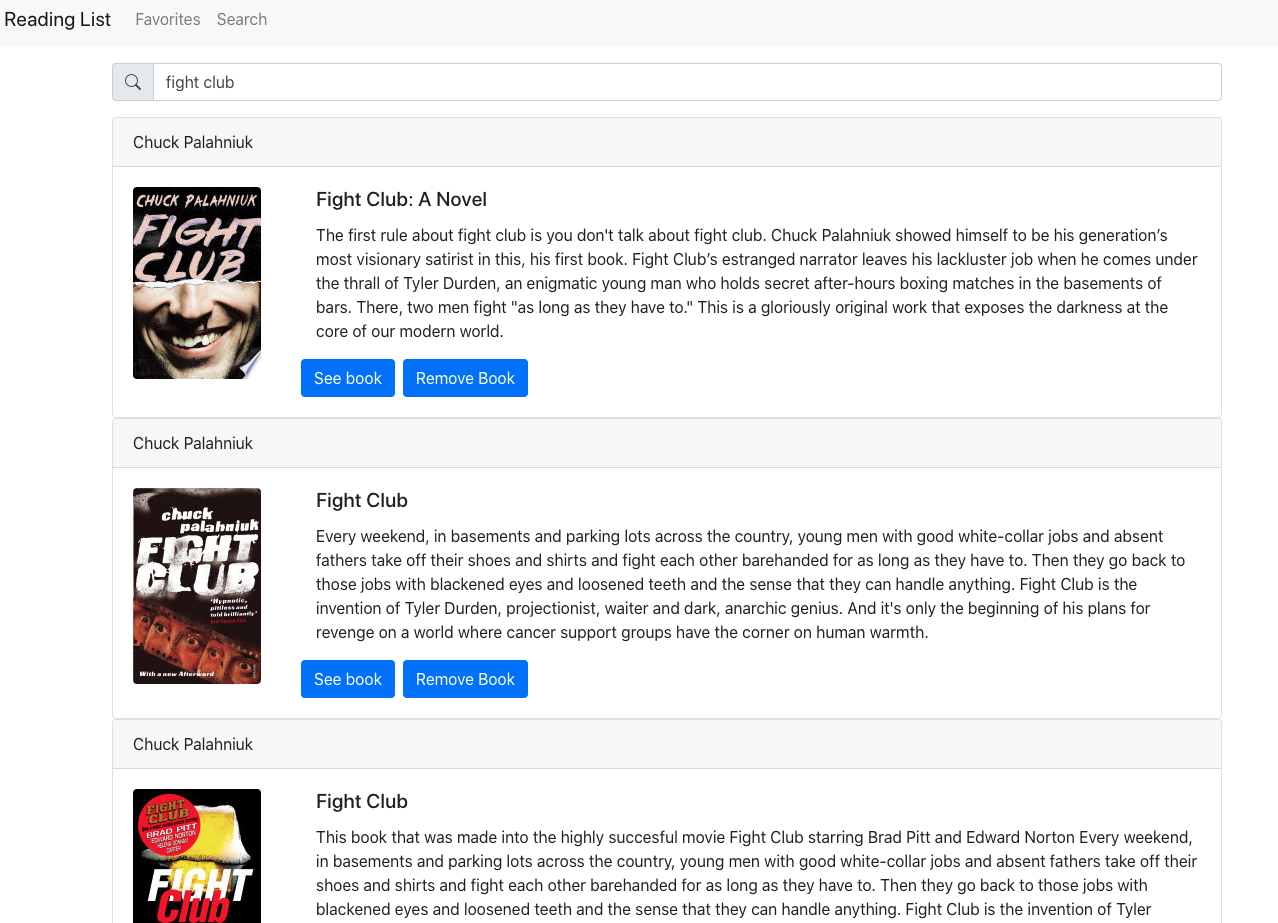 Reading List Favorites Search
fight club
Chuck Palahniuk
CHUCK PALAHNIUK
FIGHT
CLUB
Fight Club: A Novel
The first rule about fight club is you don't talk about fight club. Chuck Palahniuk showed himself to be his generation’s
most visionary satirist in this, his first book. Fight Club’s estranged narrator leaves his lackluster job when he comes under
the thrall of Tyler Durden, an enigmatic young man who holds secret after-hours boxing matches in the basements of
bars. There, two men fight "as long as they have to." This is a gloriously original work that exposes the darkness at the
core of our modern world.
See book Remove Book
Chuck Palahniuk
chuck
palahniuk
FIGHT
CLUB
'Hypnotic,
pitiless and
told brilliantly'
Bret Easton Ellis
With a new Afterword
Fight Club
Every weekend, in basements and parking lots across the country, young men with good white-collar jobs and absent
fathers take off their shoes and shirts and fight each other barehanded for as long as they have to. Then they go back to
those jobs with blackened eyes and loosened teeth and the sense that they can handle anything. Fight Club is the
invention of Tyler Durden, projectionist, waiter and dark, anarchic genius. And it's only the beginning of his plans for
revenge on a world where cancer support groups have the corner on human warmth.
See book Remove Book
Chuck Palahniuk
FIGHT
CLUB
BRAD PITT
EDWARD NORTON
HELENA BONHAM
CARTER
FIGHT
Club
Fight Club
This book that was made into the highly succesful movie Fight Club starring Brad Pitt and Edward Norton Every weekend,
in basements and parking lots across the country, young men with good white-collar jobs and absent fathers take off their
shoes and shirts and fight each other barehanded for as long as they have to. Then they go back to those jobs with
blackened eyes and loosened teeth and the sense that they can handle anything. Fight Club is the invention of Tyler